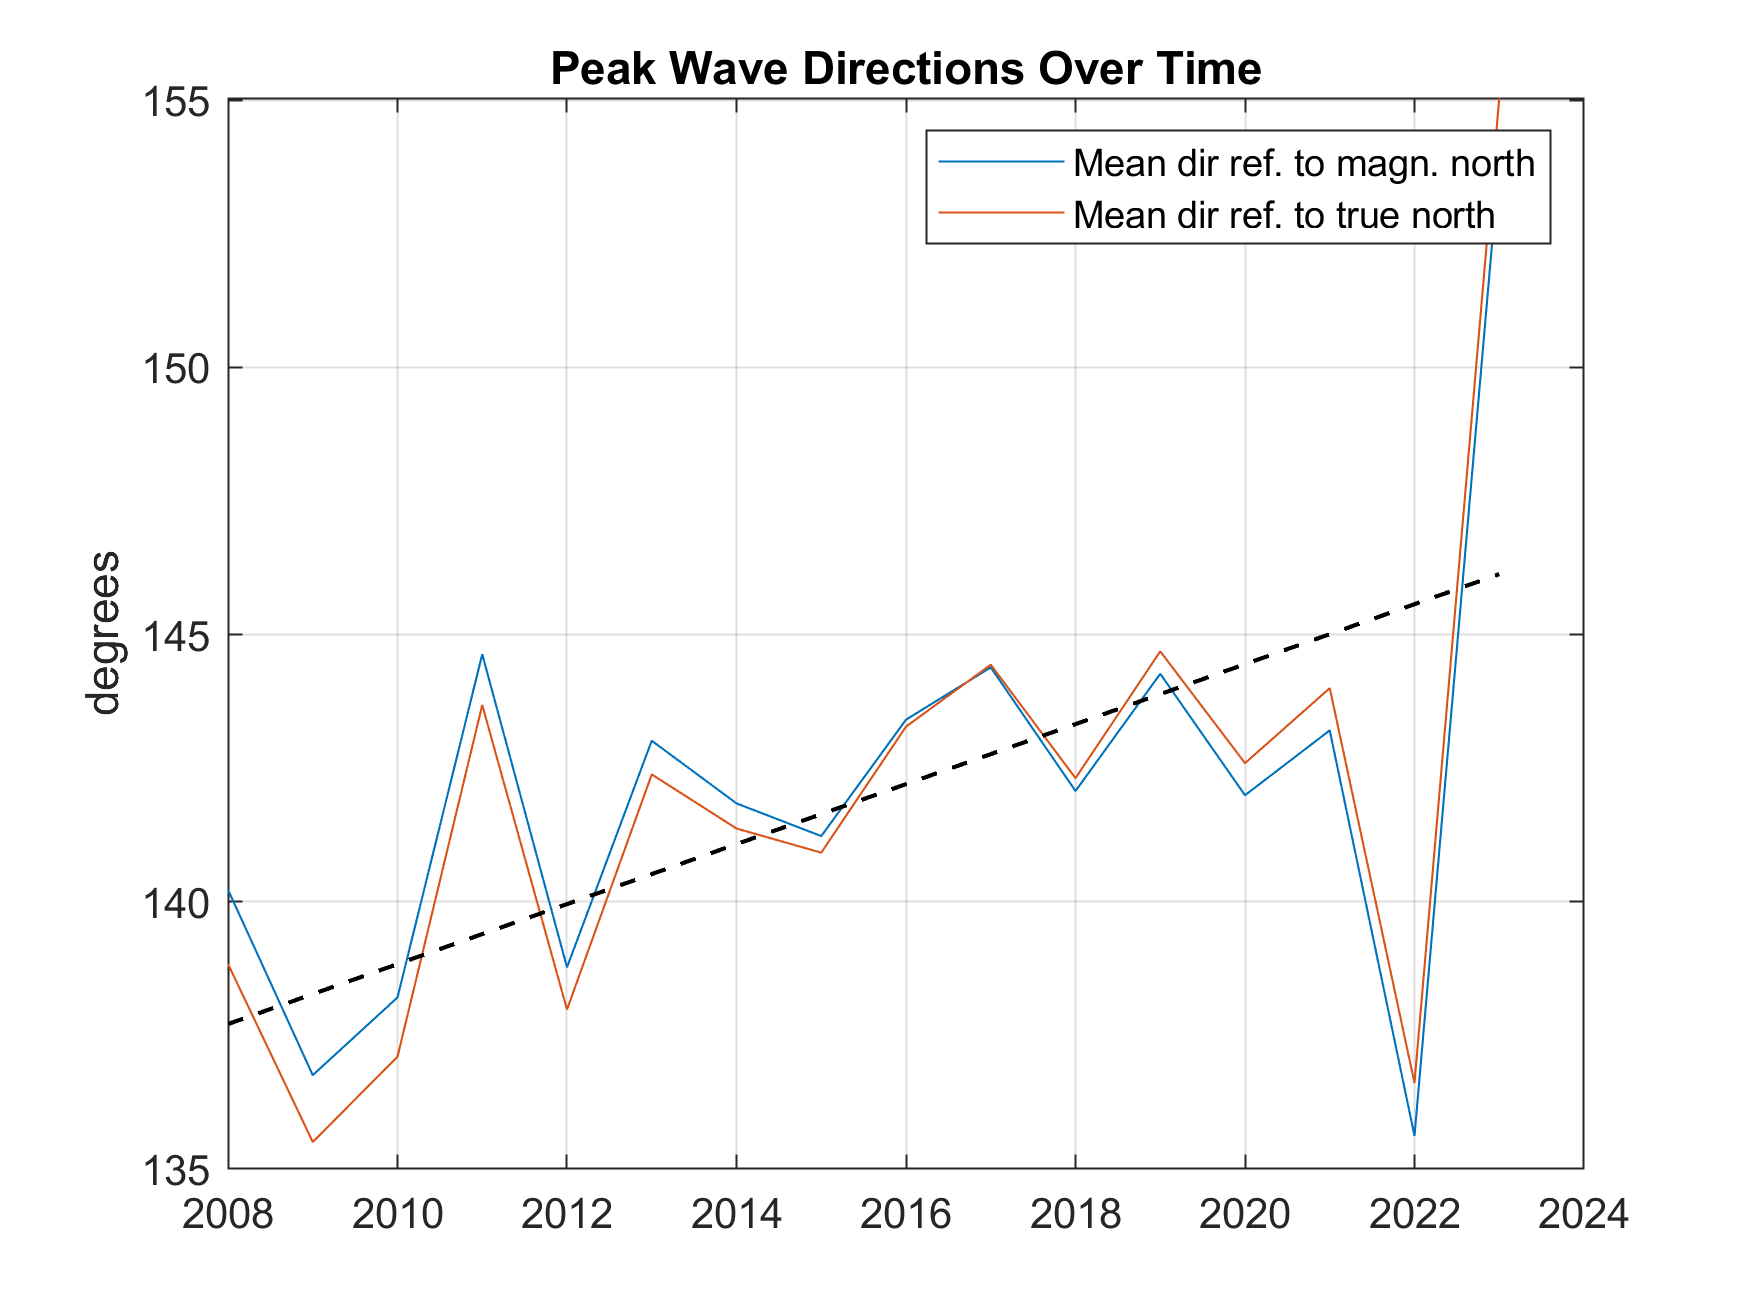 Peak Wave Directions Over Time
155
150
145
140
135
degrees
Mean dir ref. to magn. north
Mean dir ref. to true north
2008 2010 2012 2014 2016 2018 2020 2022 2024